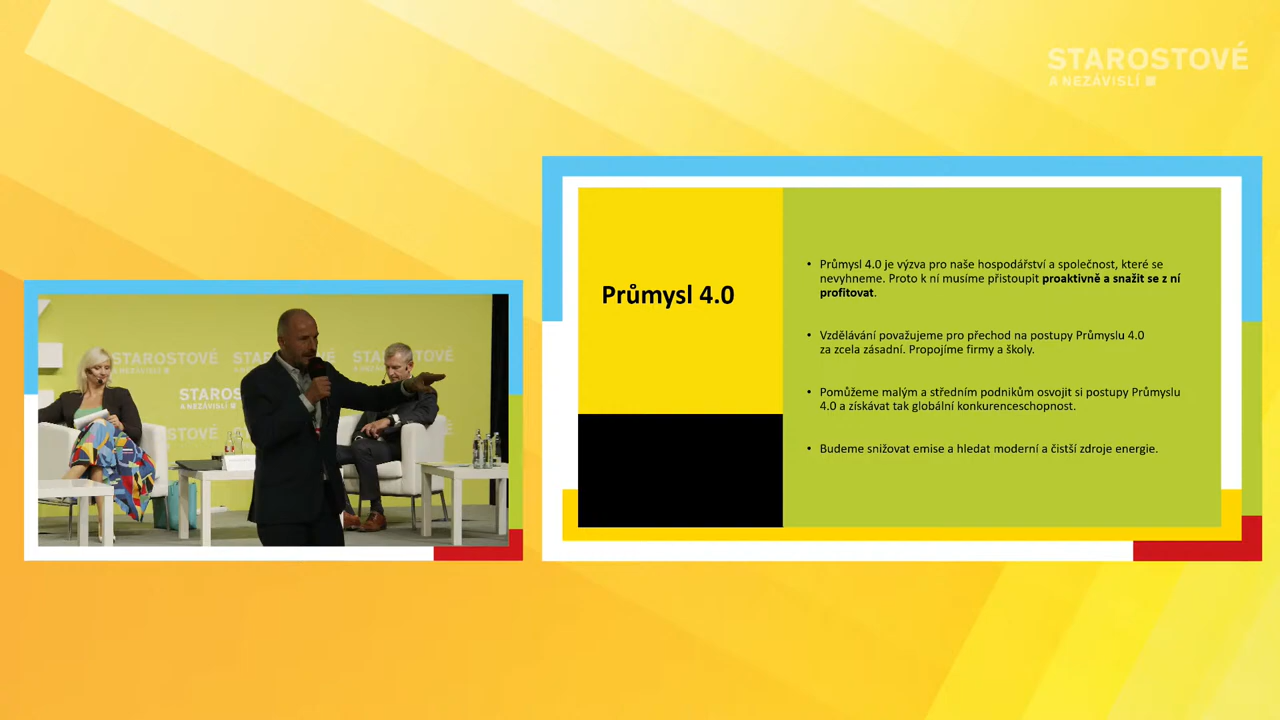 STAROSTOVÉ
A NEZÁVISLÍ
Průmysl 4.0
• Průmysl 4.0 je výzva pro naše hospodářství a společnost, které se
nevyhneme. Proto k ní musíme přistoupit proaktivně a snažit se z ní
profitovat.
• Vzdělávání považujeme pro přechod na postupy Průmyslu 4.0
za zcela zásadní. Propojíme firmy a školy.
• Pomůžeme malým a středním podnikům osvojit si postupy Průmyslu
4.0 a získávat tak globální konkurenceschopnost.
• Budeme snižovat emise a hledat moderní a čistší zdroje energie.
STAROSTOVÉ
A NEZÁVISLÍ
STAROSTOVÉ
STAROSTOVÉ
A NEZÁVISLÍ